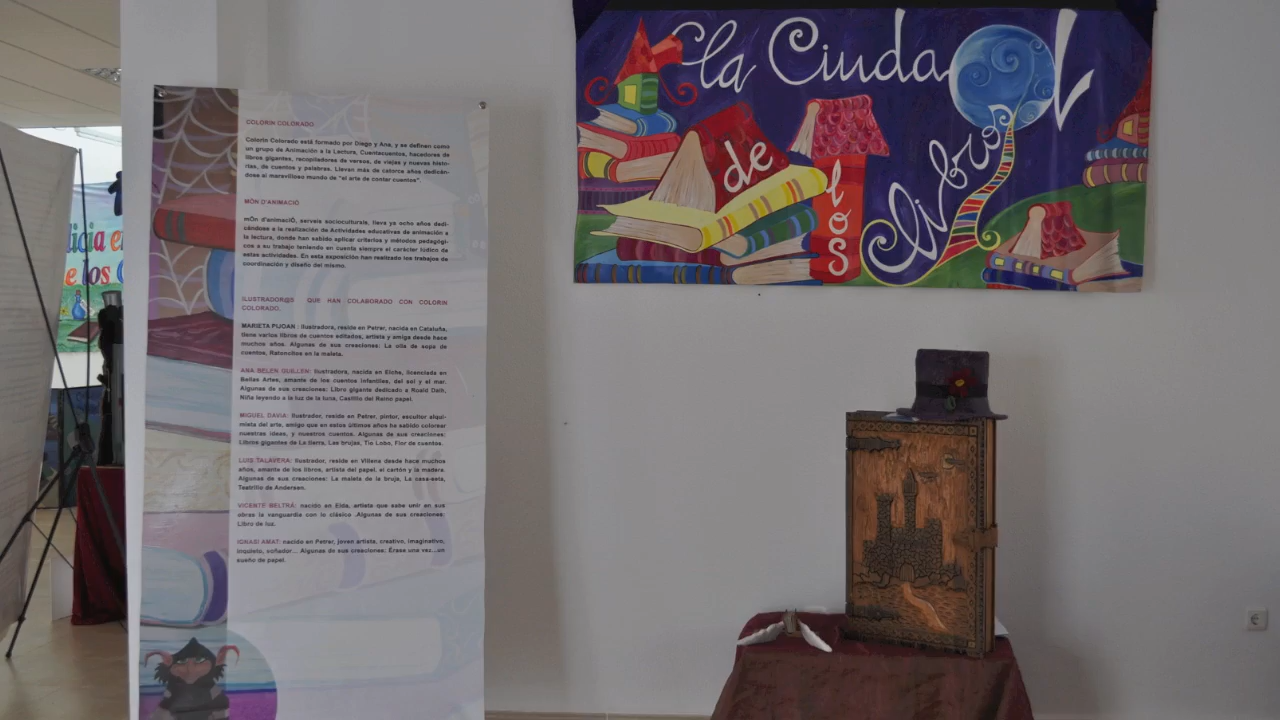 la Ciudad
de
los
libros
COLORIN COLORADO
Colorin Colorado está formado por Diego y Ana, y se definen como
un grupo de Animación a la Lectura, Cuentacuentos, hacedores de
libros gigantes, recopiladores de versos, de viejas y nuevas histo-
rias, de cuentos y palabras. Llevan más de catorce años dedicán-
dose al maravilloso mundo de "el arte de contar cuentos".
MÓN D'ANIMACIÓ
mÓn d'animaciÓ, serveis socioculturals, lleva ya ocho años dedi-
cándose a la realización de Actividades educativas de animación a
la lectura, donde han sabido aplicar criterios y métodos pedagógi-
cos a su trabajo teniendo en cuenta siempre el carácter lúdico de
estas actividades. En esta exposición han realizado los trabajos de
coordinación y diseño del mismo.
ILUSTRADOR@S QUE HAN COLABORADO CON COLORIN
COLORADO.
MARIETA PIJOAN : Ilustradora, reside en Petrer, nacida en Cataluña,
tiene varios libros de cuentos editados, artista y amiga desde hace
muchos años. Algunas de sus creaciones: La olla de sopa de
cuentos, Ratoncitos en la maleta.
ANA BELEN GUILLEN: Ilustradora, nacida en Elche, licenciada en
Bellas Artes, amante de los cuentos infantiles, del sol y el mar.
Algunas de sus creaciones: Libro gigante dedicado a Roald Dalh,
Niña leyendo a la luz de la luna, Castillo del Reino papel.
MIGUEL DAVIA: Ilustrador, reside en Petrer, pintor, escultor alqui-
mista del arte, amigo que en estos últimos años ha sabido colorear
nuestras ideas, y nuestros cuentos. Algunas de sus creaciones:
Libros gigantes de La tierra, Las brujas, Tio Lobo, Flor de cuentos.
LUIS TALAVERA: Ilustrador, reside en Villena desde hace muchos
años, amante de los libros, artista del papel, el cartón y la madera.
Algunas de sus creaciones: La maleta de la bruja, La casa-seta,
Teatrillo de Andersen.
VICENTE BELTRÁ: nacido en Elda, artista que sabe unir en sus
obras la vanguardia con lo clásico .Algunas de sus creaciones:
Libro de luz.
IGNASI AMAT: nacido en Petrer, joven artista, creativo, imaginativo,
inquieto, soñador... Algunas de sus creaciones: Érase una vez...un
sueño de papel.